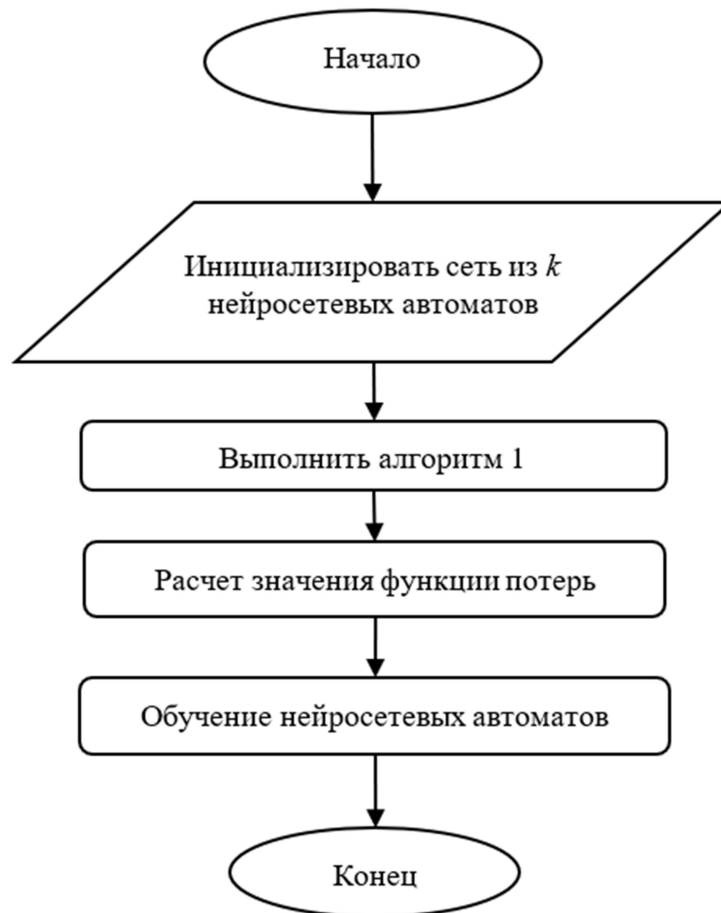 Начало
Инициализировать сеть из k
нейросетевых автоматов
Выполнить алгоритм 1
Расчет значения функции потерь
Обучение нейросетевых автоматов
Конец